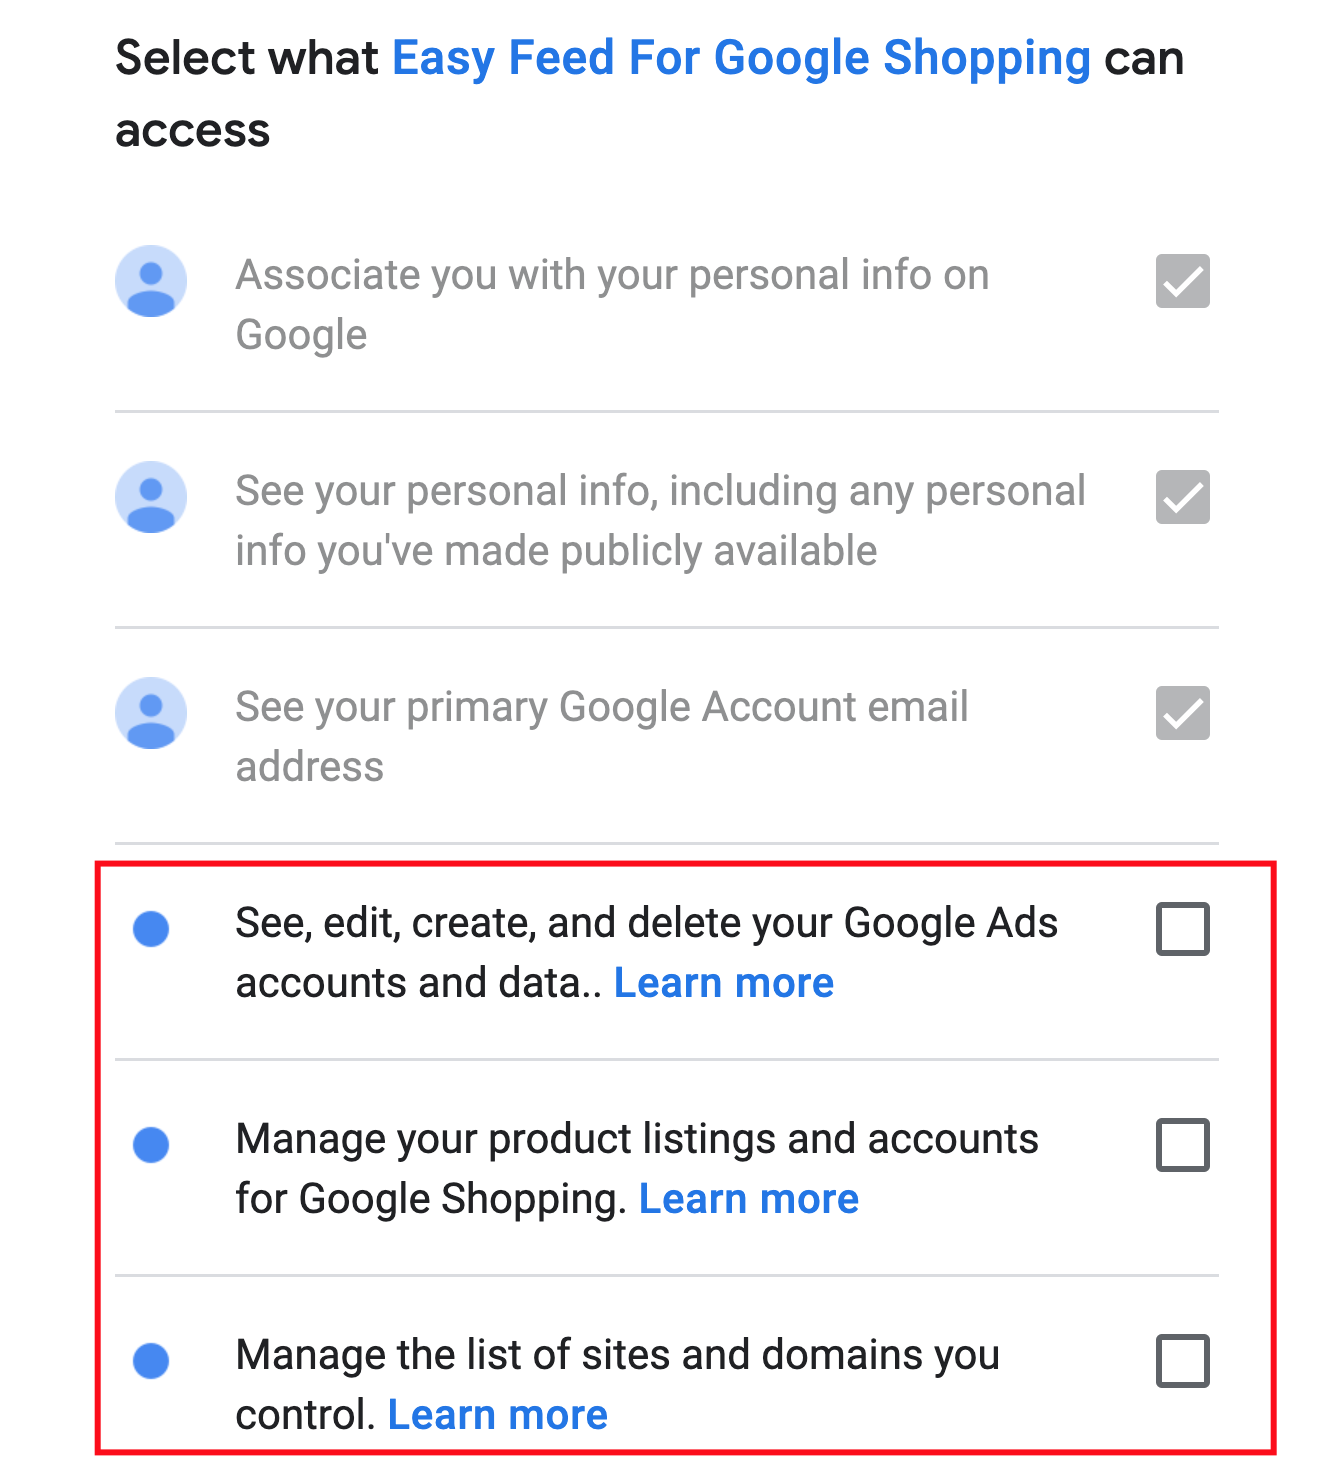 Select what Easy Feed For Google Shopping can
access
Associate you with your personal info on
Google
See your personal info, including any personal
info you've made publicly available
See your primary Google Account email
address
See, edit, create, and delete your Google Ads
accounts and data.. Learn more
Manage your product listings and accounts
for Google Shopping. Learn more
Manage the list of sites and domains you
control. Learn more